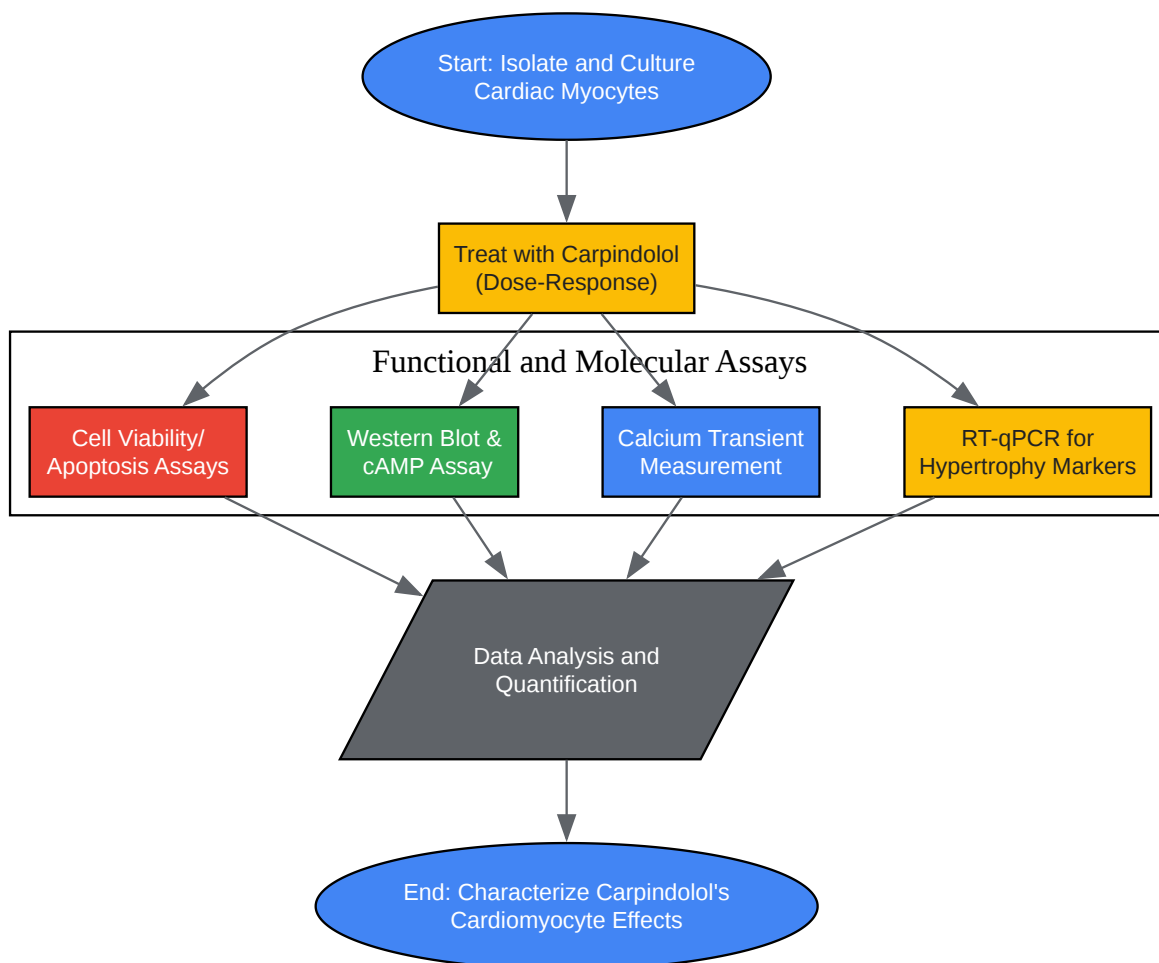 Start: Isolate and Culture
Cardiac Myocytes
Treat with Carpindolol
(Dose-Response)
Functional and Molecular Assays
Cell Viability/
Apoptosis Assays
Western Blot &
cAMP Assay
Calcium Transient
Measurement
RT-qPCR for
Hypertrophy Markers
Data Analysis and
Quantification
End: Characterize Carpindolol's
Cardiomyocyte Effects